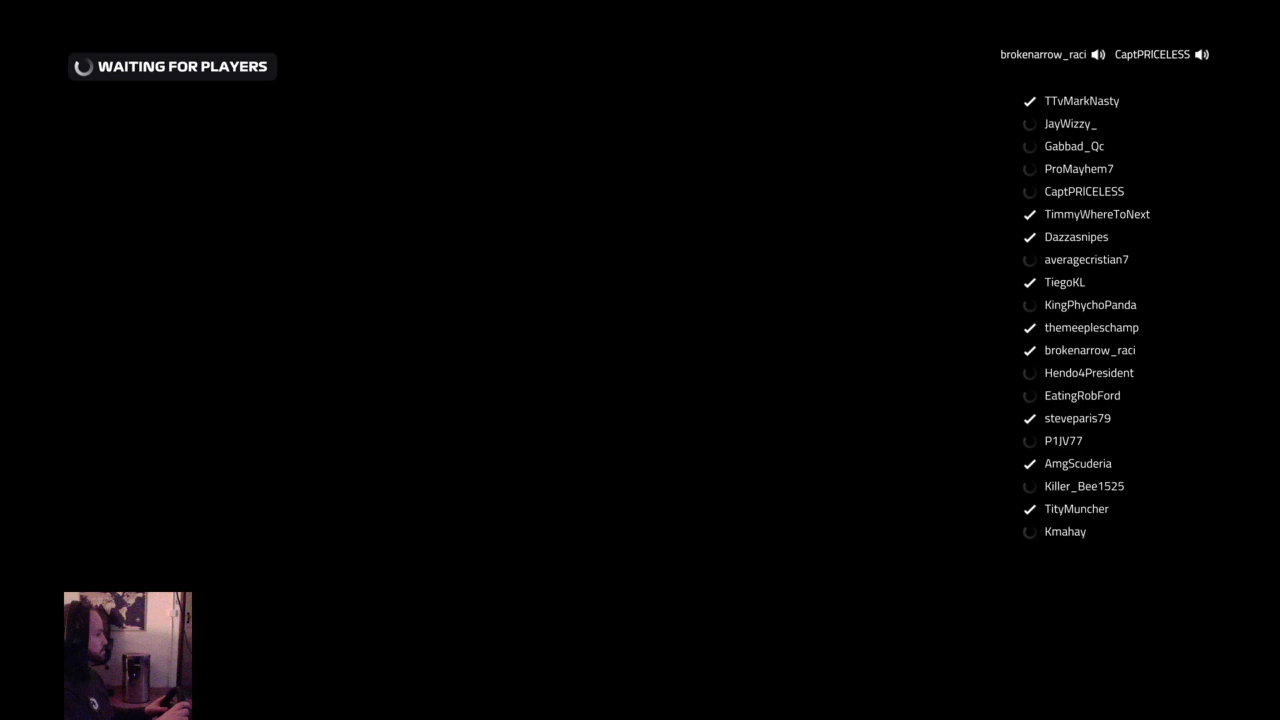 WAITING FOR PLAYERS
brokenarrow_raci CaptPRICELESS
TTvMarkNasty
JayWizzy_
Gabbad_Qc
ProMayhem7
CaptPRICELESS
TimmyWhereToNext
Dazzasnipes
averagecristian7
TiegoKL
KingPhychoPanda
themeepleschamp
brokenarrow_raci
Hendo4President
EatingRobFord
steveparis79
P1JV77
AmgScuderia
Killer_Bee1525
TityMuncher
Kmahay